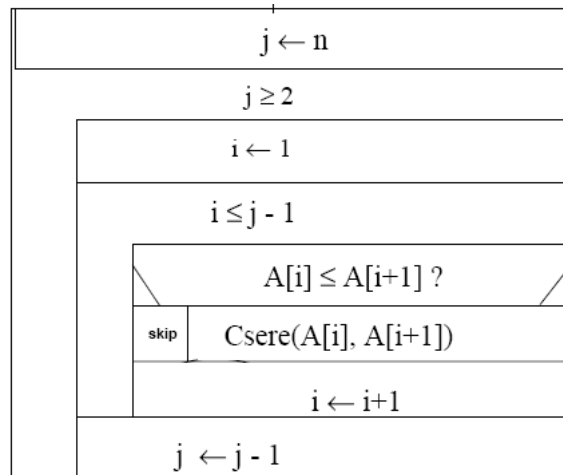 j ← n
j ≥ 2
i ← 1
i ≤ j - 1
A[i] ≤ A[i+1] ?
skip Csere(A[i], A[i+1])
i ← i+1
j ← j - 1